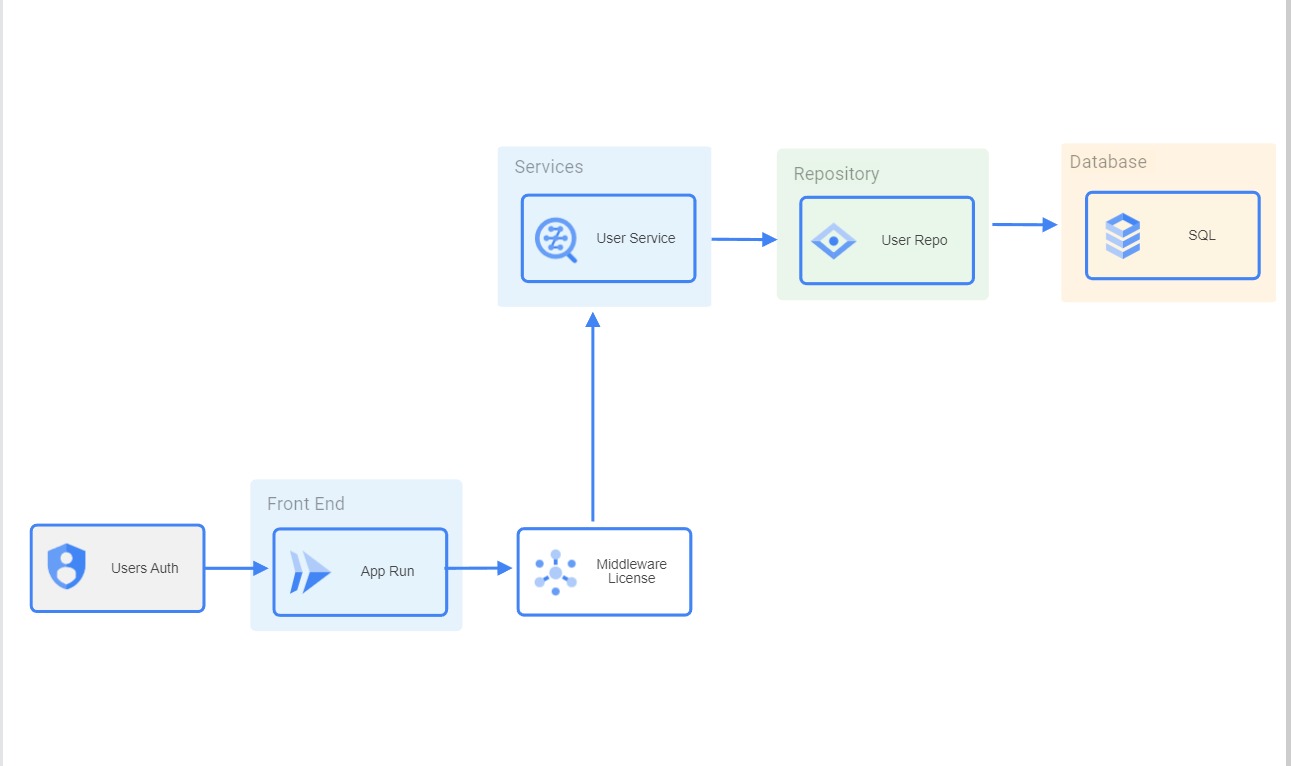 Services
User Service
Repository
User Repo
Database
SQL
Front End
Users Auth
App Run
Middleware
License